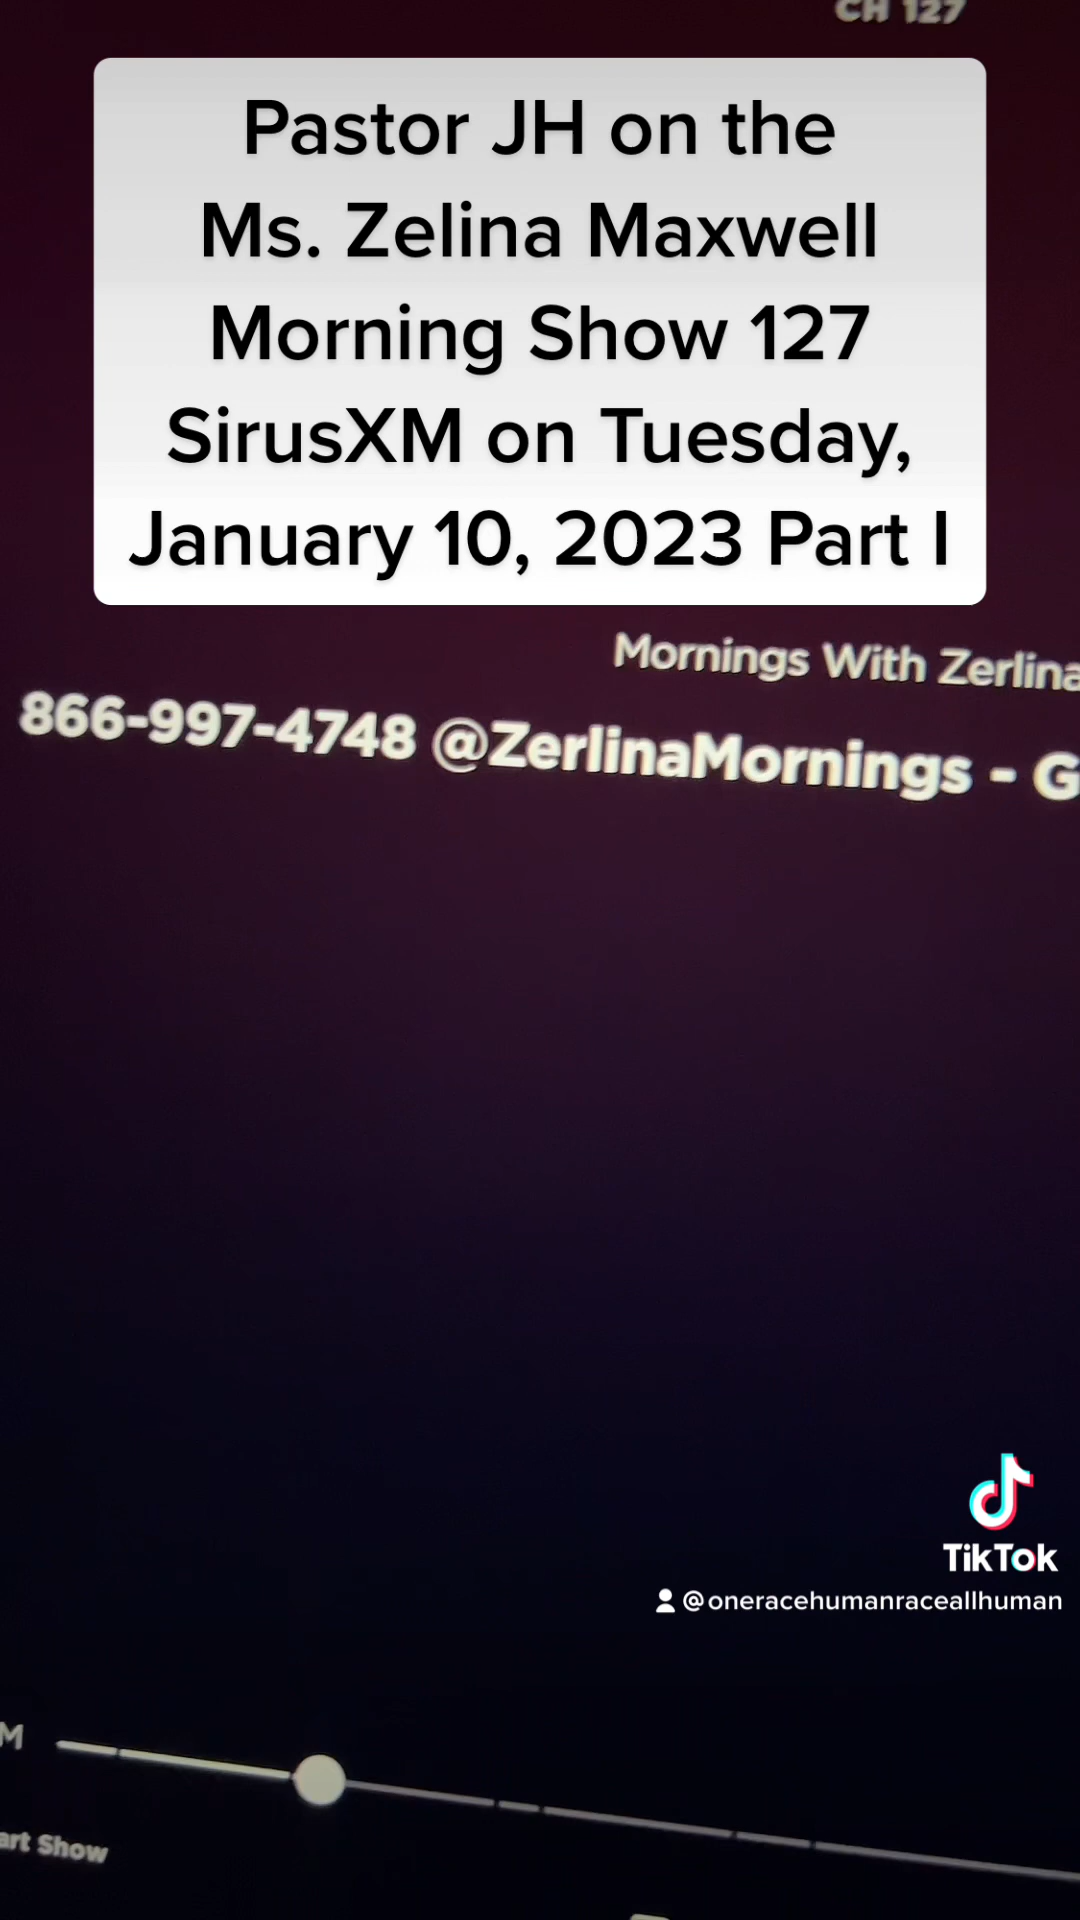 CH 127
Pastor JH on the
Ms. Zelina Maxwell
Morning Show 127
SirusXM on Tuesday,
January 10, 2023 Part I
Mornings With Zerlina
866-997-4748 @ZerlinaMornings - G
TikTok
@oneracehumanraceallhuman
M
art Show